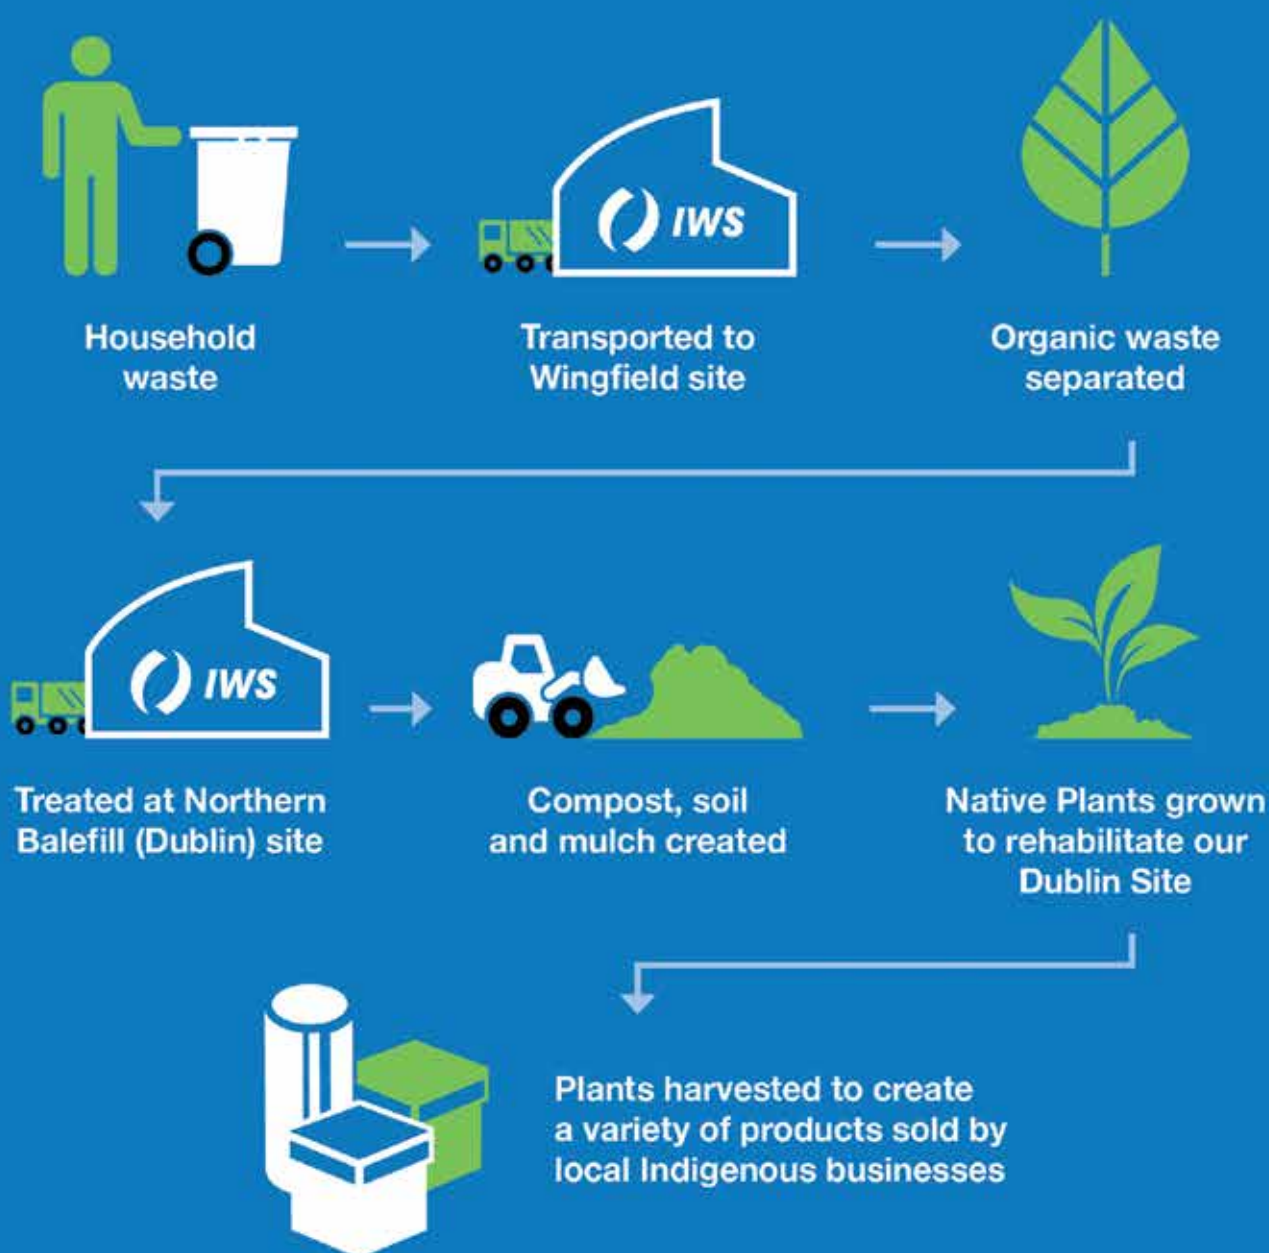 IWS
Household
waste
Transported to
Wingfield site
Organic waste
separated
IWS
Treated at Northern
Balefill (Dublin) site
Compost, soil
and mulch created
Native Plants grown
to rehabilitate our
Dublin Site
Plants harvested to create
a variety of products sold by
local Indigenous businesses